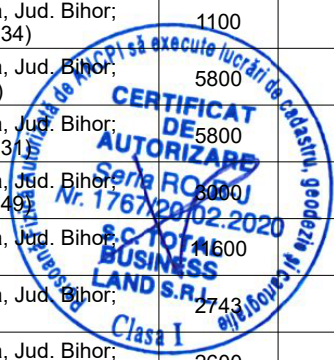 , Jud. Bihor;
34)
1100
, Jud. Bihor;
)
5800
, Jud. Bihor;
31)
5800
, Jud. Bihor;
49)
3000
, Jud. Bihor;
11600
a, Jud. Bihor;
2743
a, Jud. Bihor;
2600
Persoană autorizată de ANCPI să execute lucrări de cadastru, geodezie și cartografie
CERTIFICAT
DE
AUTORIZARE
Seria RO
Nr. 1767/20.02.2020
S.C. TOTAL
BUSINESS
LAND S.R.L.
Clasa I